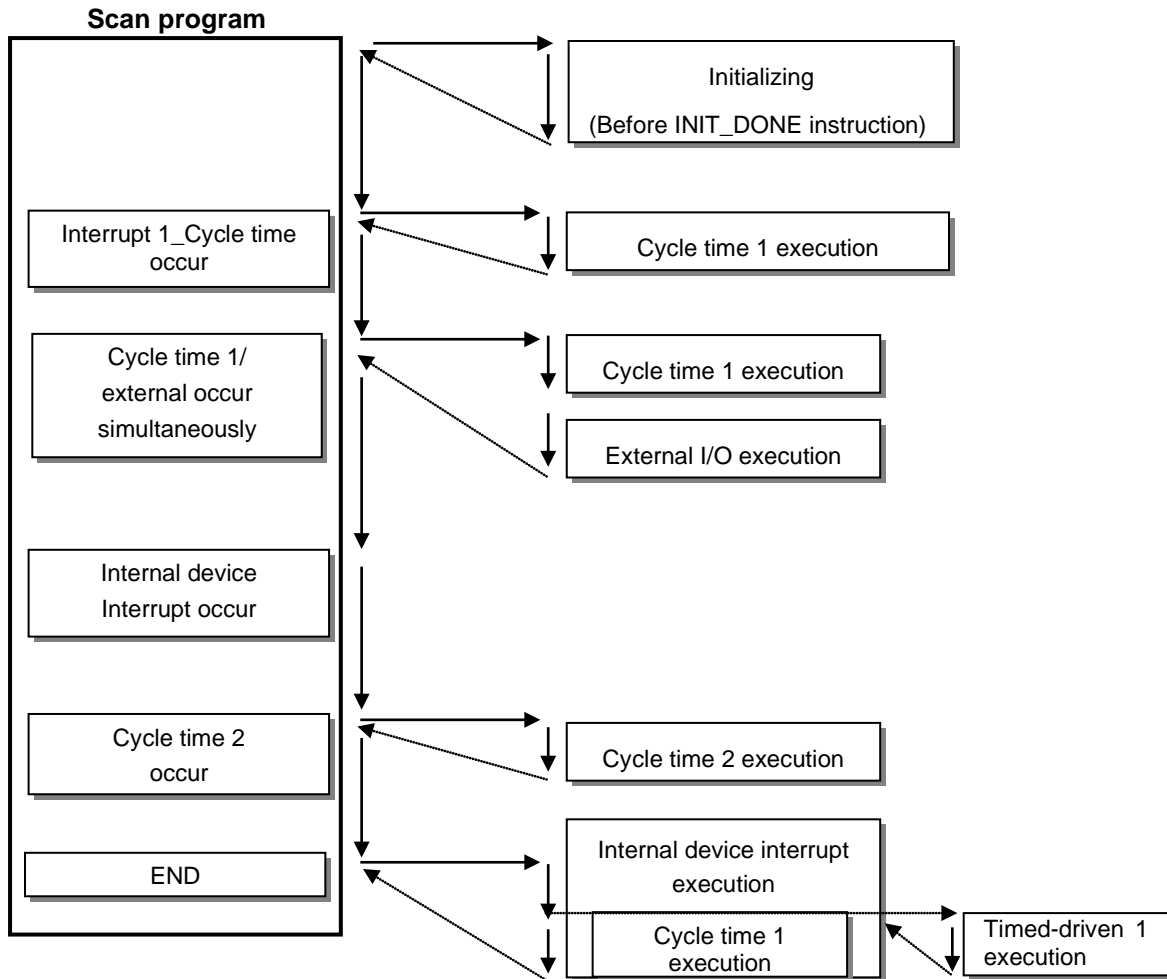 Scan program
Initializing
(Before INIT_DONE instruction)
Interrupt 1_Cycle time
occur
Cycle time 1 execution
Cycle time 1/
external occur
simultaneously
Cycle time 1 execution
External I/O execution
Internal device
Interrupt occur
Cycle time 2
occur
Cycle time 2 execution
END
Internal device interrupt
execution
Cycle time 1
execution
Timed-driven 1
execution